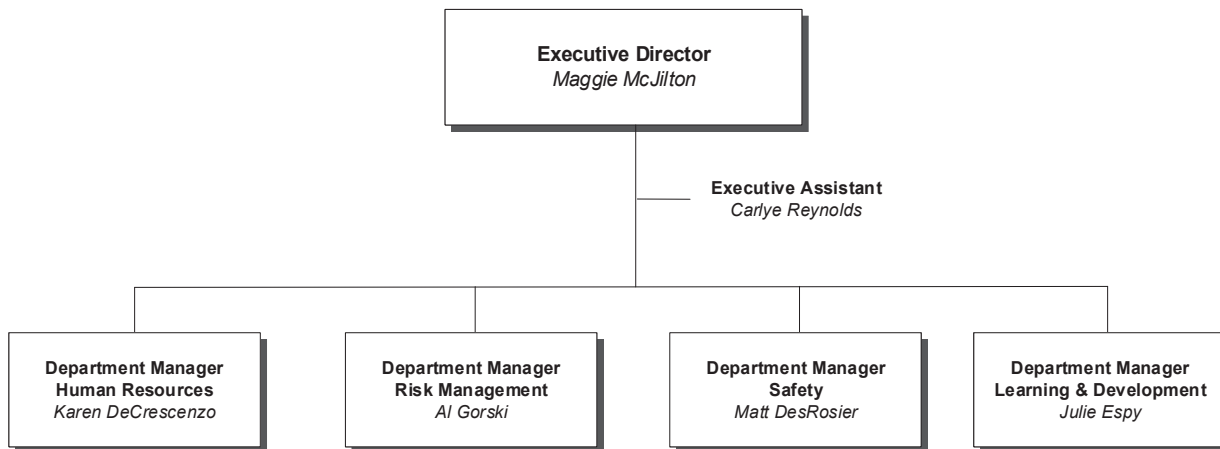 Executive Director
Maggie McJilton
Executive Assistant
Carlye Reynolds
Department Manager
Human Resources
Karen DeCrescenzo
Department Manager
Risk Management
Al Gorski
Department Manager
Safety
Matt DesRosier
Department Manager
Learning & Development
Julie Espy